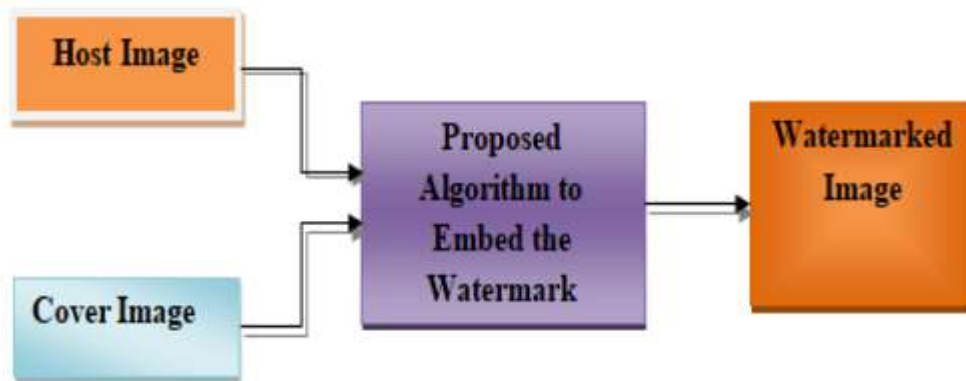 Host Image
Cover Image
Proposed
Algorithm to
Embed the
Watermark
Watermarked
Image